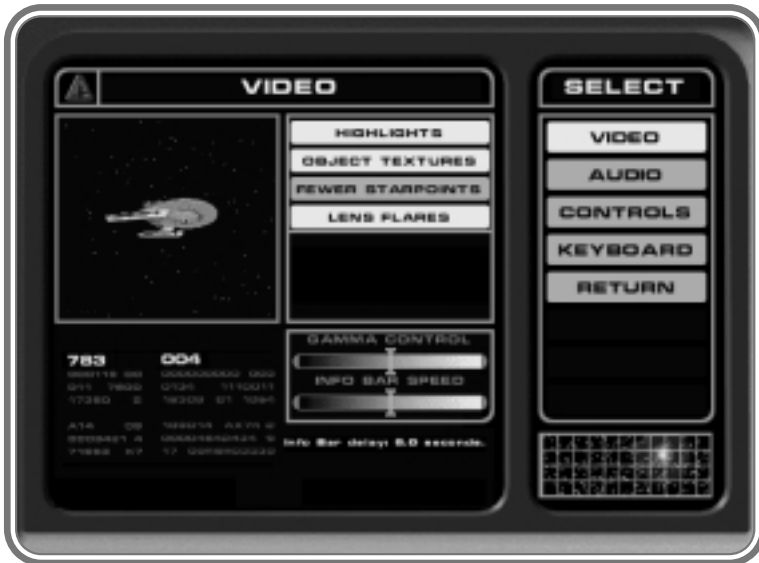 VIDEO
HIGHLIGHTS
OBJECT TEXTURES
FEWER STARPOINTS
LENS FLARES
GAMMA CONTROL
INFO BAR SPEED
Info Bar delay: 5.0 seconds.
783 004
SELECT
VIDEO
AUDIO
CONTROLS
KEYBOARD
RETURN